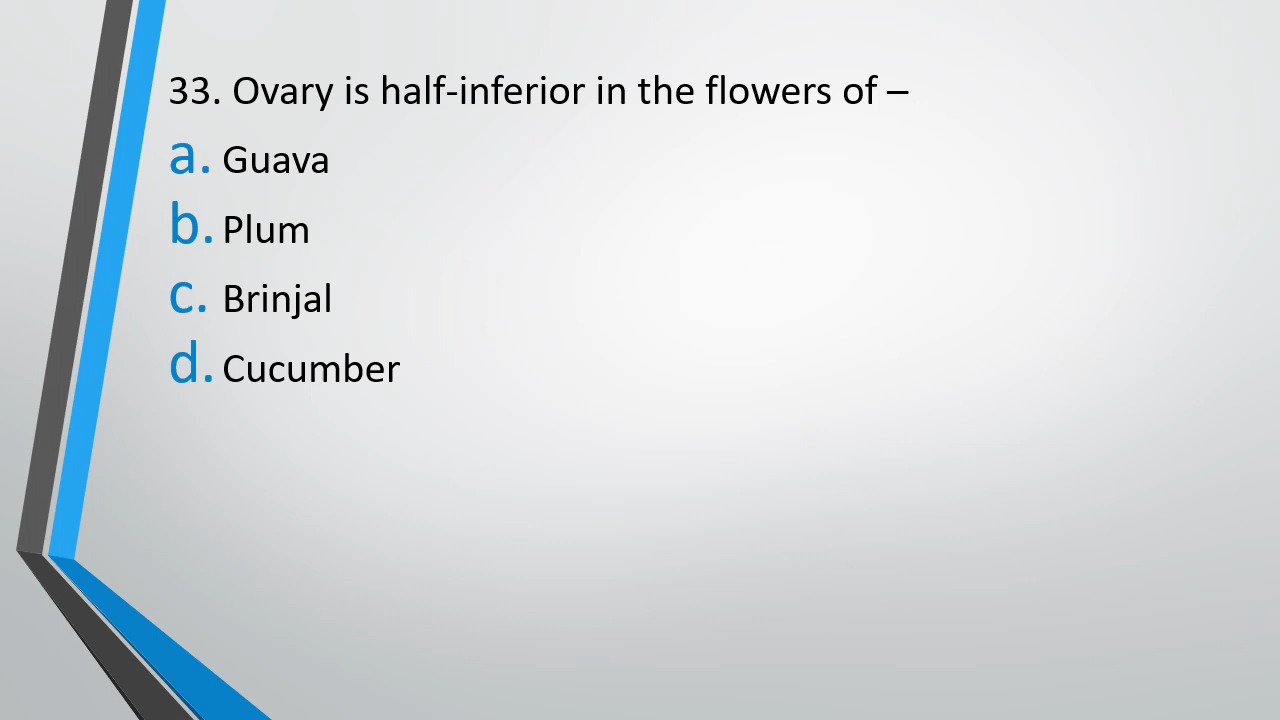 33. Ovary is half-inferior in the flowers of –
a. Guava
b. Plum
c. Brinjal
d. Cucumber